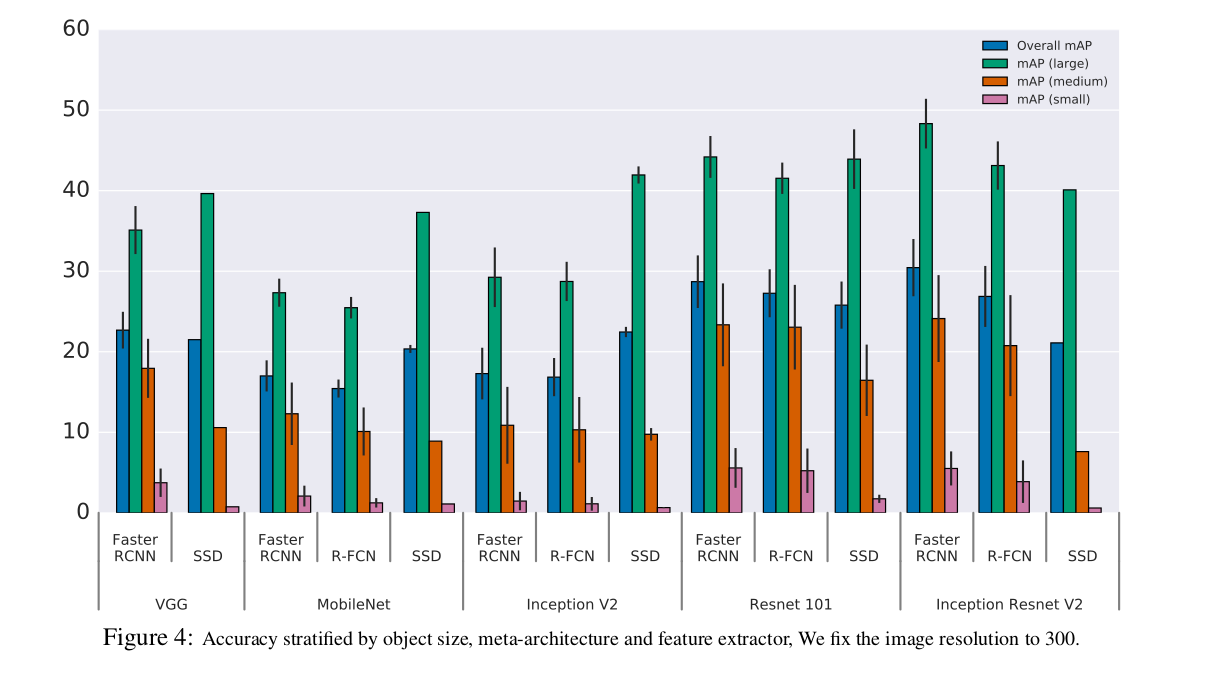 60
50
40
30
20
10
0
Overall mAP
mAP (large)
mAP (medium)
mAP (small)
Faster RCNN
SSD
Faster RCNN
R-FCN
SSD
Faster RCNN
R-FCN
SSD
Faster RCNN
R-FCN
SSD
Faster RCNN
R-FCN
SSD
VGG
MobileNet
Inception V2
Resnet 101
Inception Resnet V2
Figure 4: Accuracy stratified by object size, meta-architecture and feature extractor, We fix the image resolution to 300.